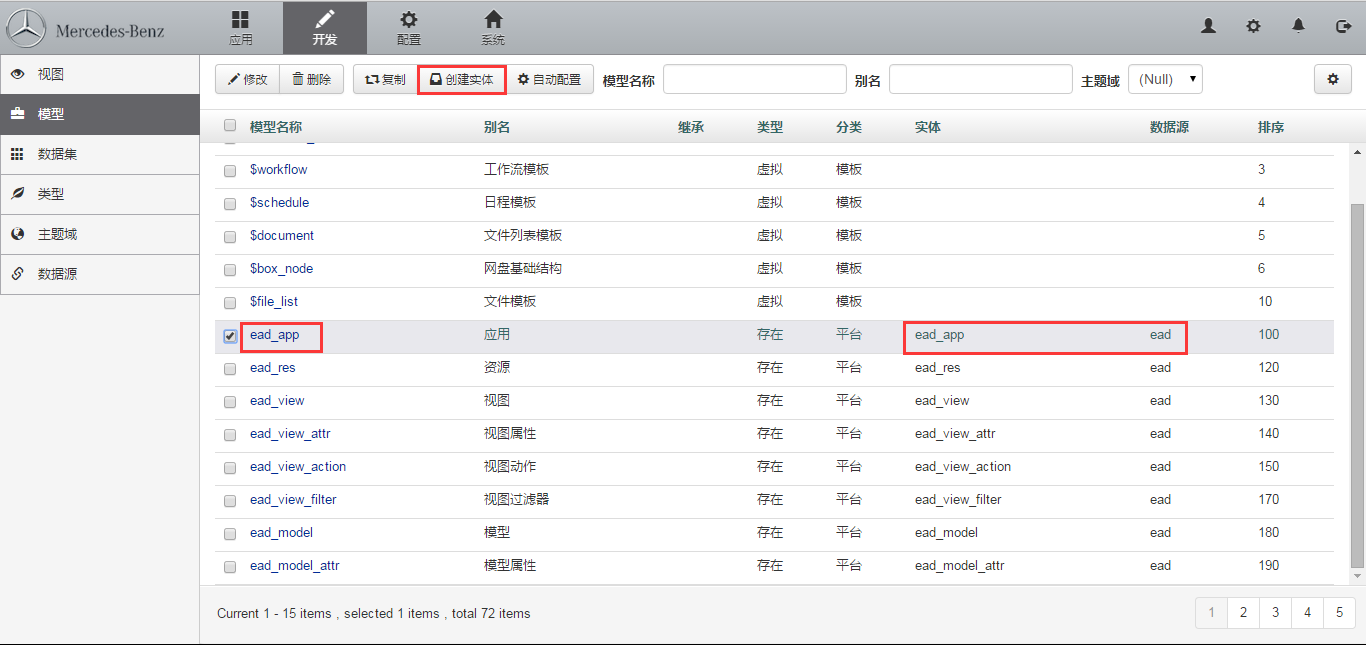 Mercedes-Benz 应用 开发 配置 系统
视图
模型
数据集
类型
主题域
数据源
修改 删除 复制 创建实体 自动配置 模型名称 别名 主题域 (Null)
模型名称 别名 继承 类型 分类 实体 数据源 排序
$workflow 工作流模板 虚拟 模板 3
$schedule 日程模板 虚拟 模板 4
$document 文件列表模板 虚拟 模板 5
$box_node 网盘基础结构 虚拟 模板 6
$file_list 文件模板 虚拟 模板 10
ead_app 应用 存在 平台 ead_app ead 100
ead_res 资源 存在 平台 ead_res ead 120
ead_view 视图 存在 平台 ead_view ead 130
ead_view_attr 视图属性 存在 平台 ead_view_attr ead 140
ead_view_action 视图动作 存在 平台 ead_view_action ead 150
ead_view_filter 视图过滤器 存在 平台 ead_view_filter ead 170
ead_model 模型 存在 平台 ead_model ead 180
ead_model_attr 模型属性 存在 平台 ead_model_attr ead 190
Current 1 - 15 items , selected 1 items , total 72 items 1 2 3 4 5